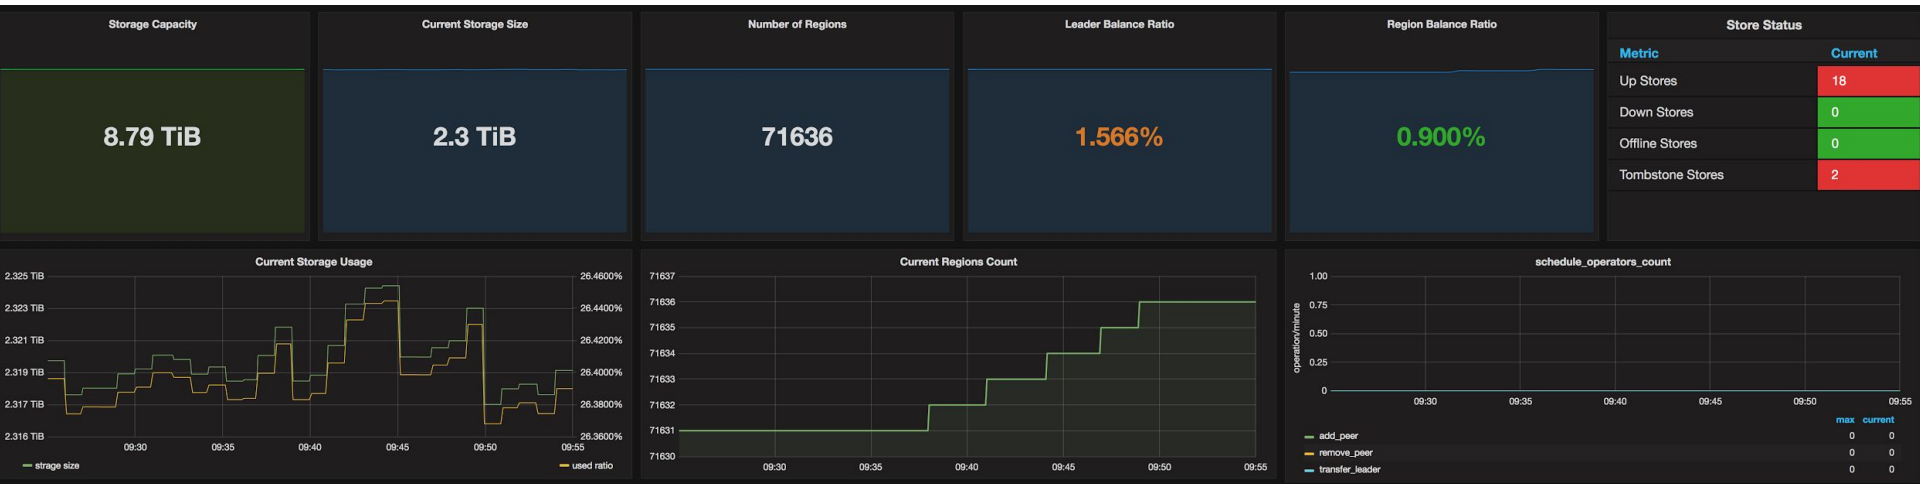 Storage Capacity
8.79 TiB
Current Storage Size
2.3 TiB
Number of Regions
71636
Leader Balance Ratio
1.566%
Region Balance Ratio
0.900%
Store Status
Metric Current
Up Stores 18
Down Stores 0
Offline Stores 0
Tombstone Stores 2
Current Storage Usage
2.325 TiB 26.4600%
2.323 TiB 26.4400%
2.321 TiB 26.4200%
2.319 TiB 26.4000%
2.317 TiB 26.3800%
2.316 TiB 26.3600%
09:30 09:35 09:40 09:45 09:50 09:55
strage size used ratio
Current Regions Count
71637
71636
71635
71634
71633
71632
71631
71630
09:30 09:35 09:40 09:45 09:50 09:55
schedule_operators_count
operation/minute
1.00
0.75
0.50
0.25
0
09:30 09:35 09:40 09:45 09:50 09:55
max current
add_peer 0 0
remove_peer 0 0
transfer_leader 0 0